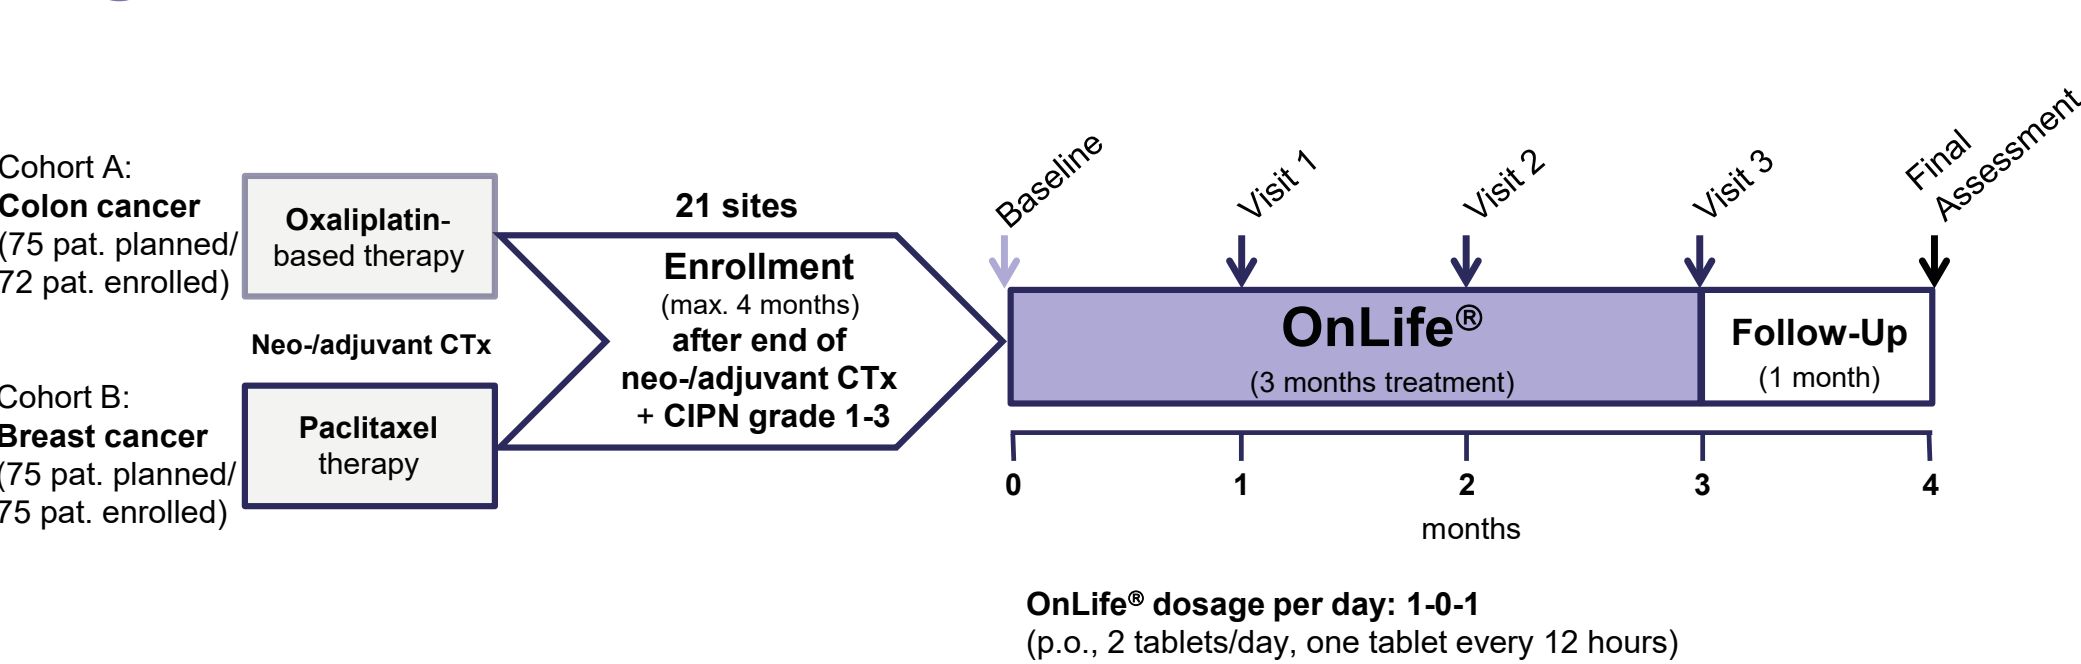 Cohort A:
Colon cancer
(75 pat. planned/
72 pat. enrolled)
Oxaliplatin-
based therapy
Neo-/adjuvant CTx
Cohort B:
Breast cancer
(75 pat. planned/
75 pat. enrolled)
Paclitaxel
therapy
21 sites
Enrollment
(max. 4 months)
after end of
neo-/adjuvant CTx
+ CIPN grade 1-3
Baseline
Visit 1
Visit 2
Visit 3
Final
Assessment
OnLife®
(3 months treatment)
Follow-Up
(1 month)
0 1 2 3 4
months
OnLife® dosage per day: 1-0-1
(p.o., 2 tablets/day, one tablet every 12 hours)